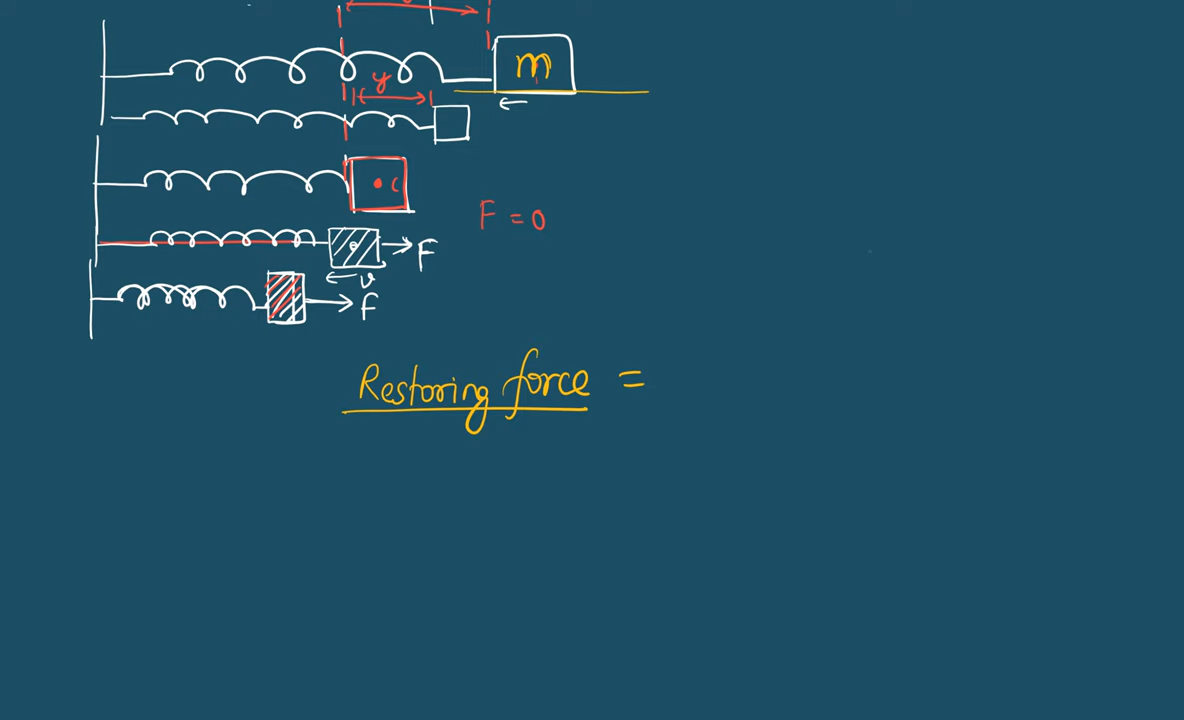 m
y
C
F = 0
F
v
F
Restoring force =